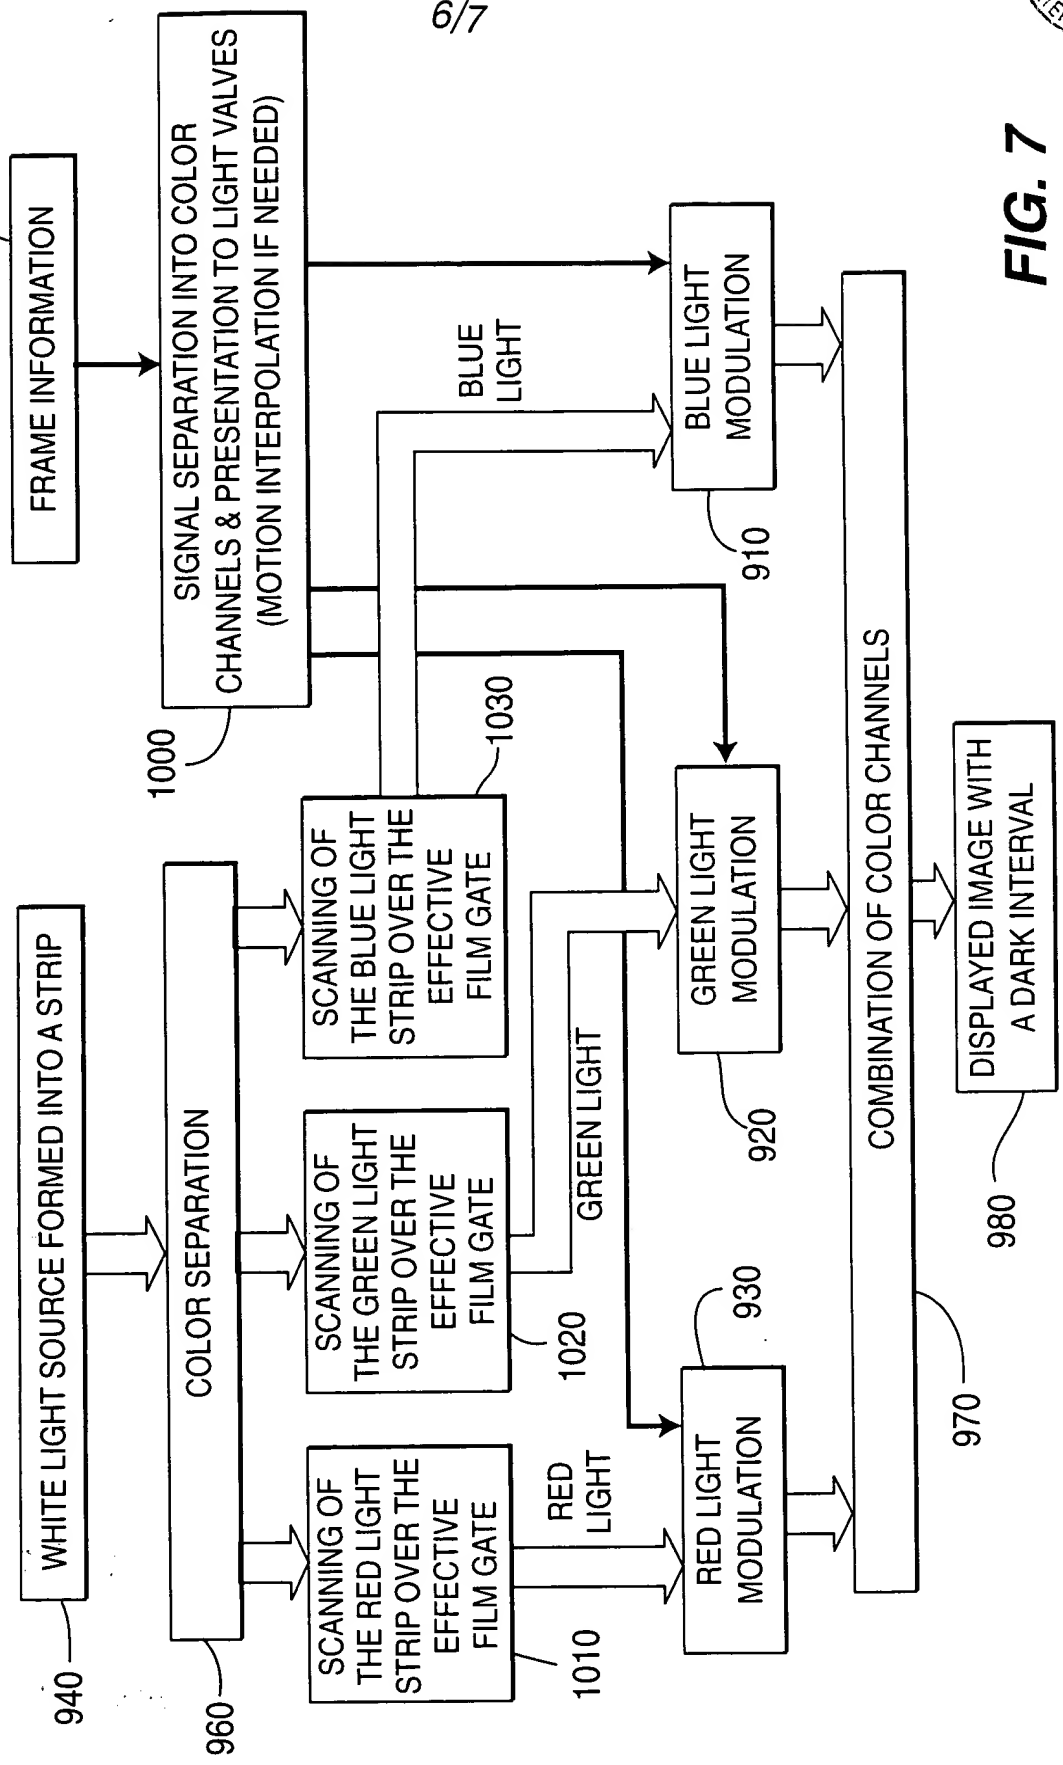 6/7
FRAME INFORMATION
WHITE LIGHT SOURCE FORMED INTO A STRIP
940
SIGNAL SEPARATION INTO COLOR
CHANNELS & PRESENTATION TO LIGHT VALVES
(MOTION INTERPOLATION IF NEEDED)
1000
COLOR SEPARATION
960
SCANNING OF
THE RED LIGHT
STRIP OVER THE
EFFECTIVE
FILM GATE
1010
SCANNING OF
THE GREEN LIGHT
STRIP OVER THE
EFFECTIVE
FILM GATE
1020
SCANNING OF
THE BLUE LIGHT
STRIP OVER THE
EFFECTIVE
FILM GATE
1030
RED
LIGHT
GREEN LIGHT
BLUE
LIGHT
RED LIGHT
MODULATION
930
GREEN LIGHT
MODULATION
920
BLUE LIGHT
MODULATION
910
COMBINATION OF COLOR CHANNELS
970
DISPLAYED IMAGE WITH
A DARK INTERVAL
980
FIG. 7